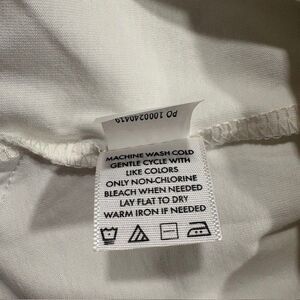 PO 1000240419
MACHINE WASH COLD
GENTLE CYCLE WITH
LIKE COLORS
ONLY NON-CHLORINE
BLEACH WHEN NEEDED
LAY FLAT TO DRY
WARM IRON IF NEEDED